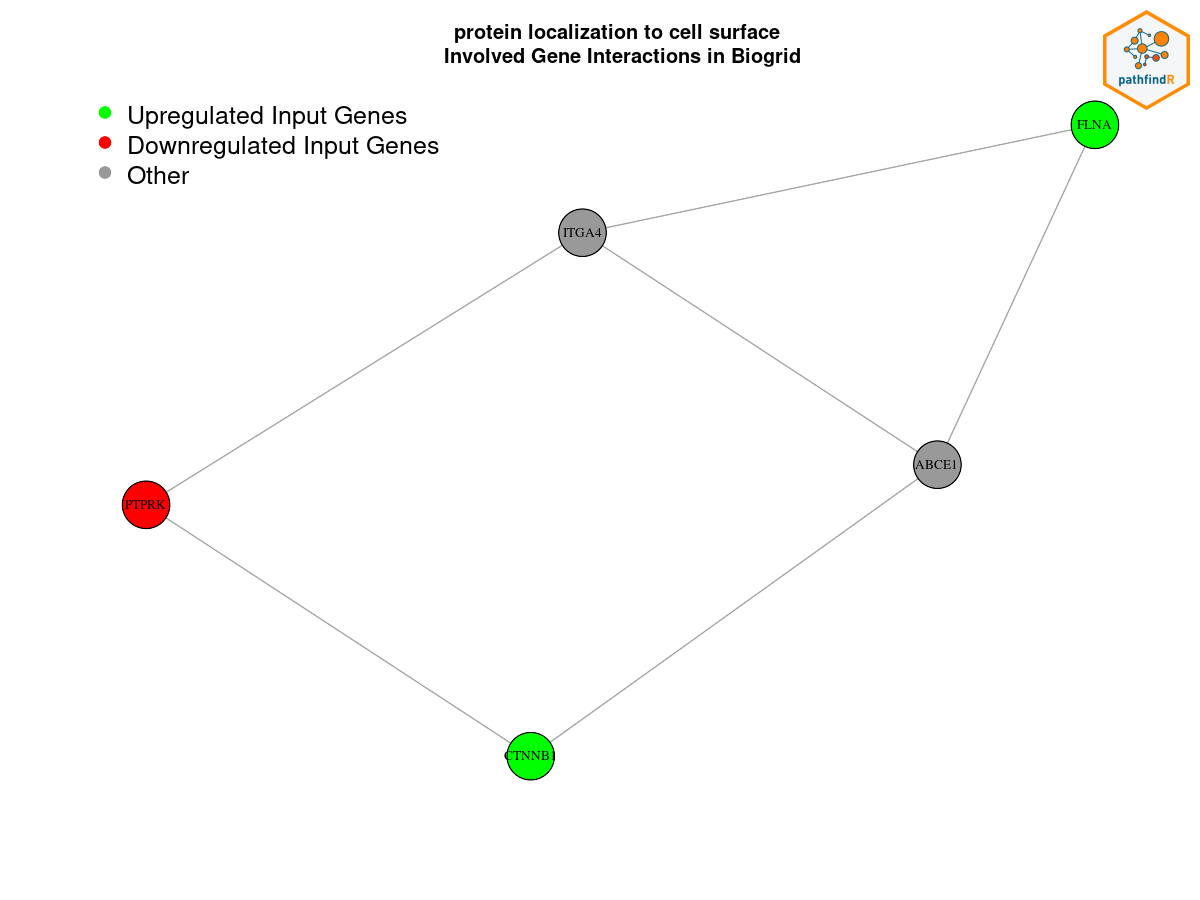 protein localization to cell surface
Involved Gene Interactions in Biogrid
pathfindR
Upregulated Input Genes
Downregulated Input Genes
Other
FLNA
ITGA4
ABCE1
PTPRK
CTNNB1